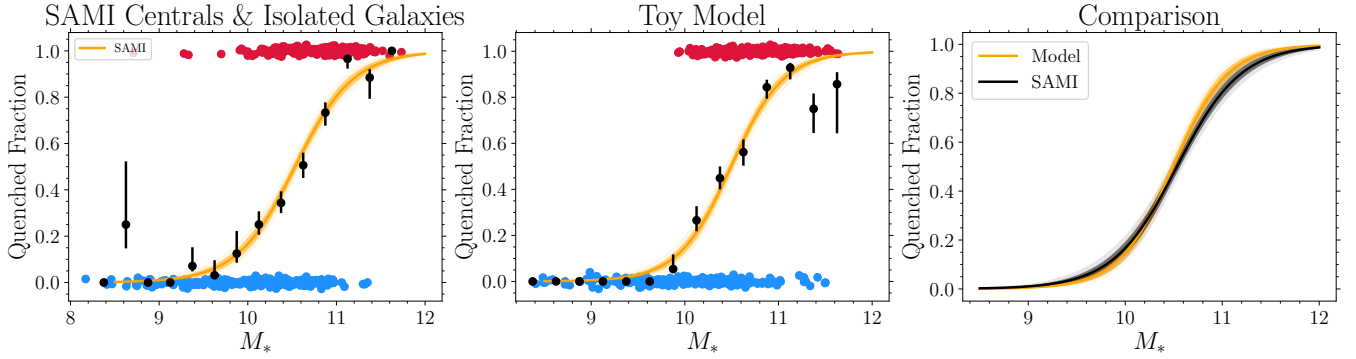 SAMI Centrals & Isolated Galaxies
Quenched Fraction
1.0
0.8
0.6
0.4
0.2
0.0
SAMI
8 9 10 11 12
M*
Toy Model
Quenched Fraction
1.0
0.8
0.6
0.4
0.2
0.0
9 10 11 12
M*
Comparison
Quenched Fraction
1.0
0.8
0.6
0.4
0.2
0.0
Model
SAMI
9 10 11 12
M*